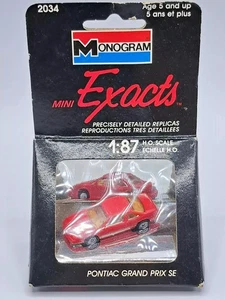 2034
Age 5 and up
5 ans et plus
MONOGRAM
MINI Exacts
PRECISELY DETAILED REPLICAS
REPRODUCTIONS TRES DETAILLEES
1:87 H.O. SCALE
ECHELLE H.O.
PONTIAC GRAND PRIX SE